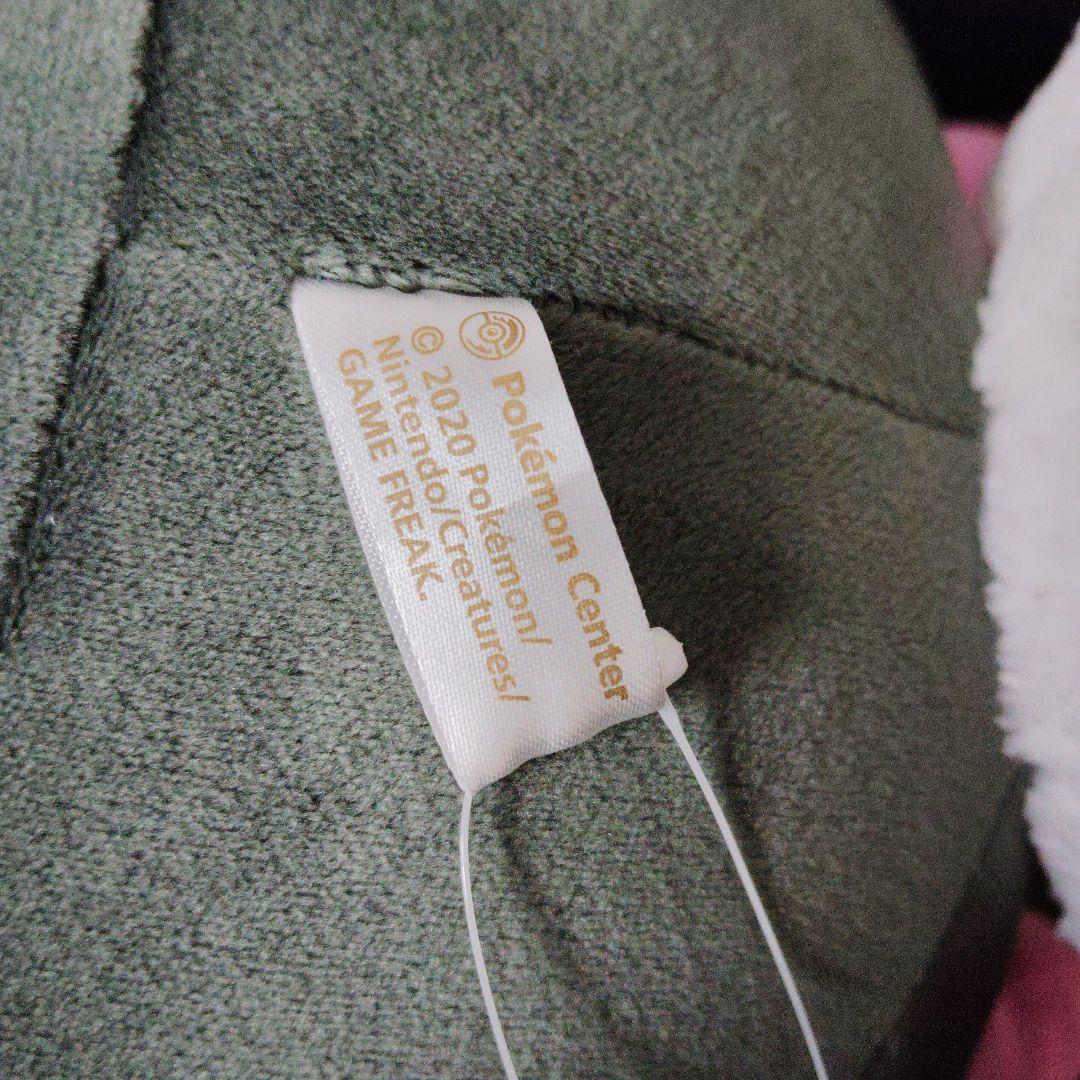 Pokémon Center
© 2020 Pokémon/
Nintendo/Creatures/
GAME FREAK.